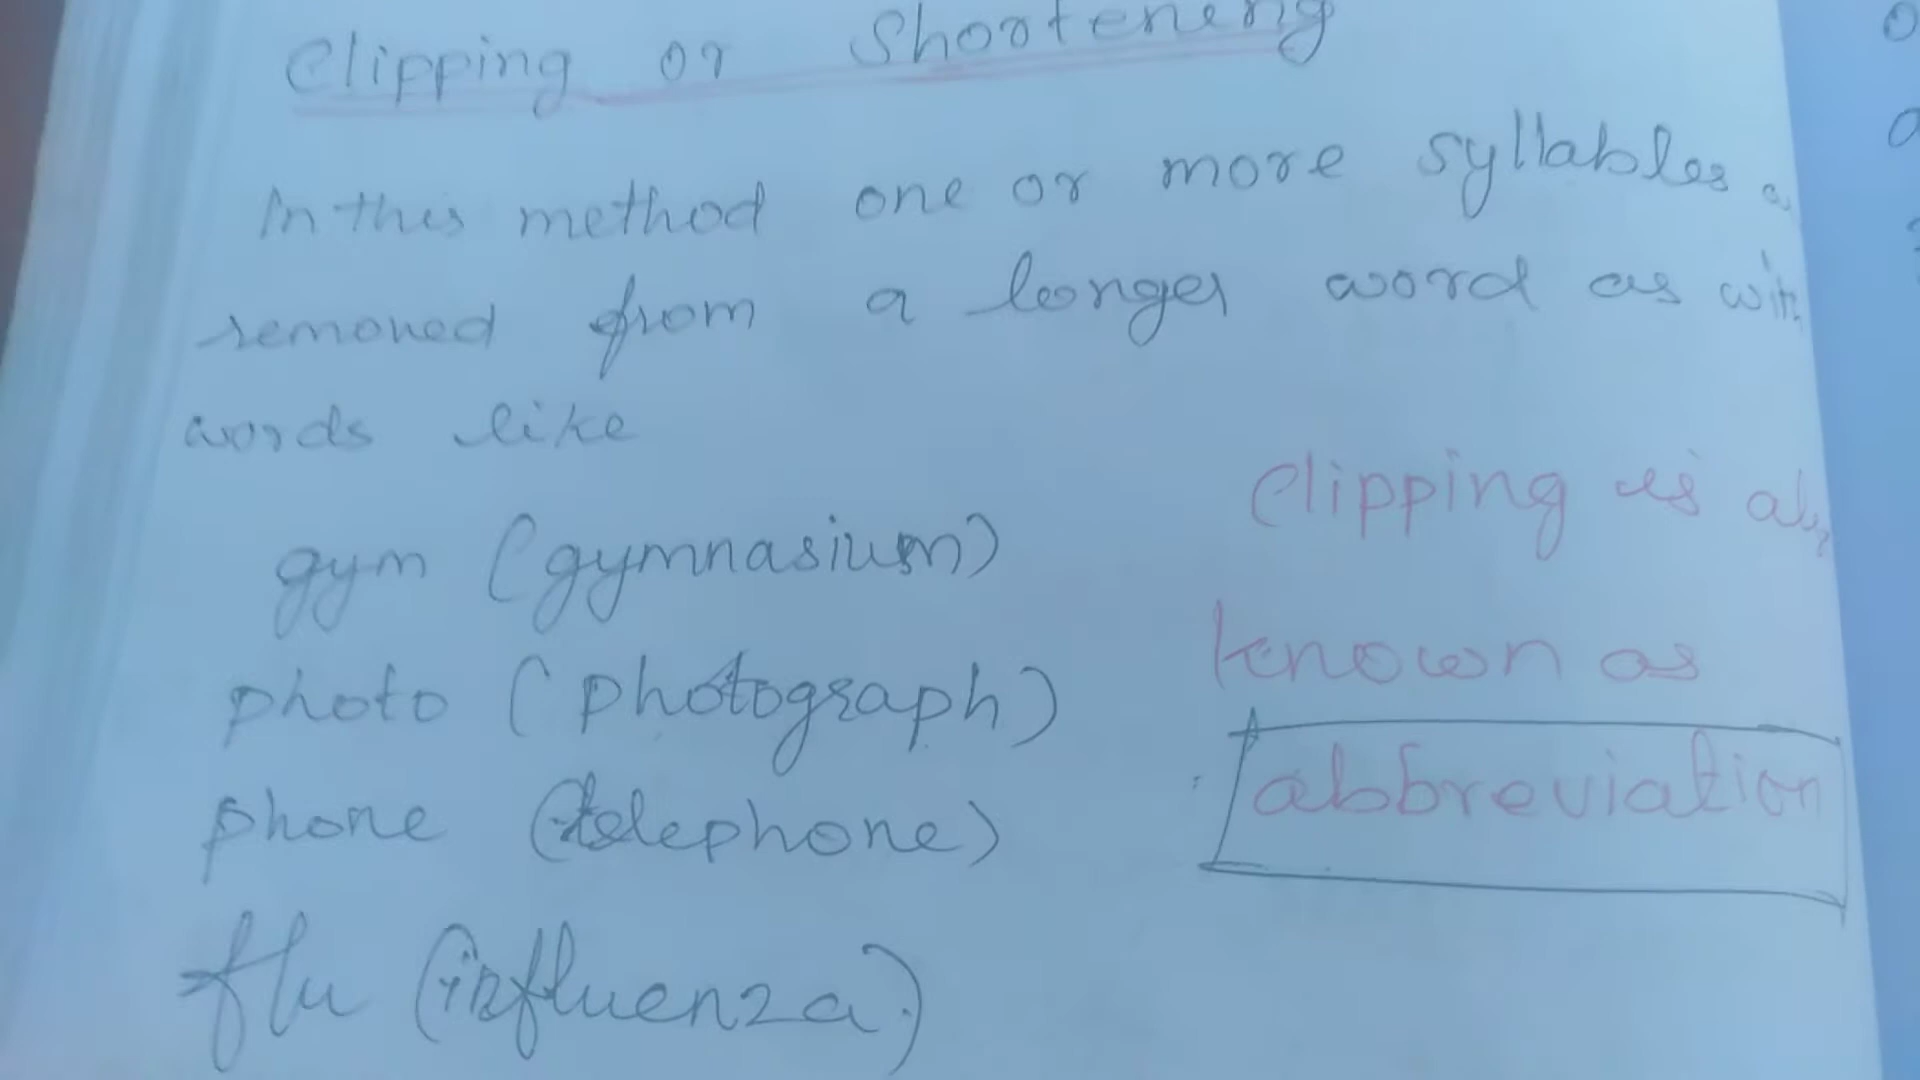 Clipping or Shortening
In this method one or more syllables
removed from a longer word as with
words like
gym (gymnasium)
photo (photograph)
phone (telephone)
flu (influenza)
Clipping is also
known as
abbreviation